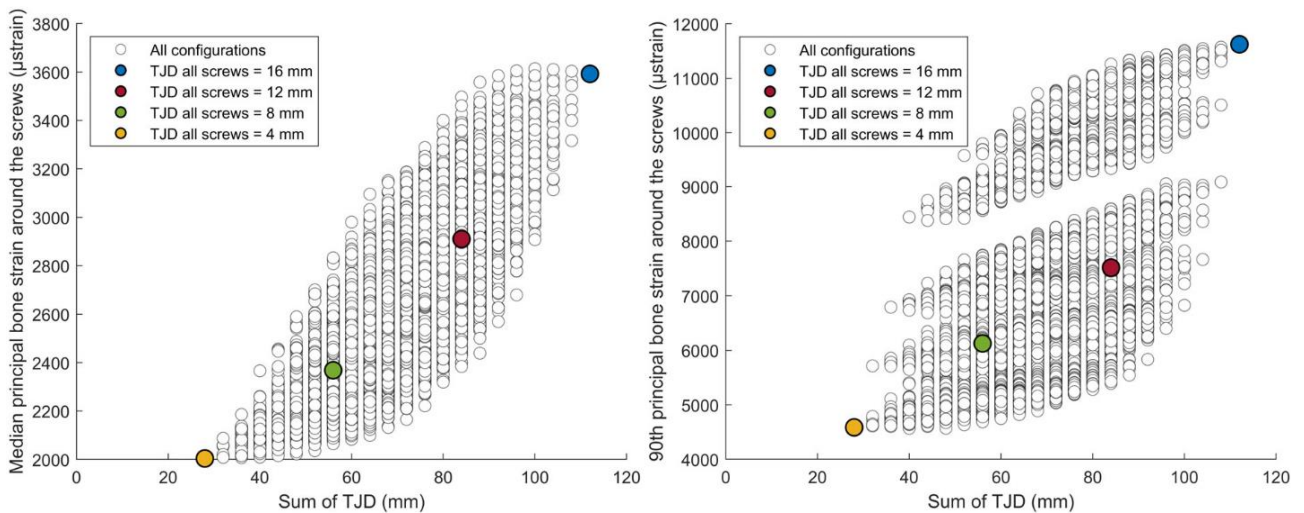 Median principal bone strain around the screws (µstrain)
3800
3600
3400
3200
3000
2800
2600
2400
2200
2000
0
20
40
60
80
100
120
Sum of TJD (mm)
All configurations
TJD all screws = 16 mm
TJD all screws = 12 mm
TJD all screws = 8 mm
TJD all screws = 4 mm
90th principal bone strain around the screws (µstrain)
12000
11000
10000
9000
8000
7000
6000
5000
4000
0
20
40
60
80
100
120
Sum of TJD (mm)
All configurations
TJD all screws = 16 mm
TJD all screws = 12 mm
TJD all screws = 8 mm
TJD all screws = 4 mm